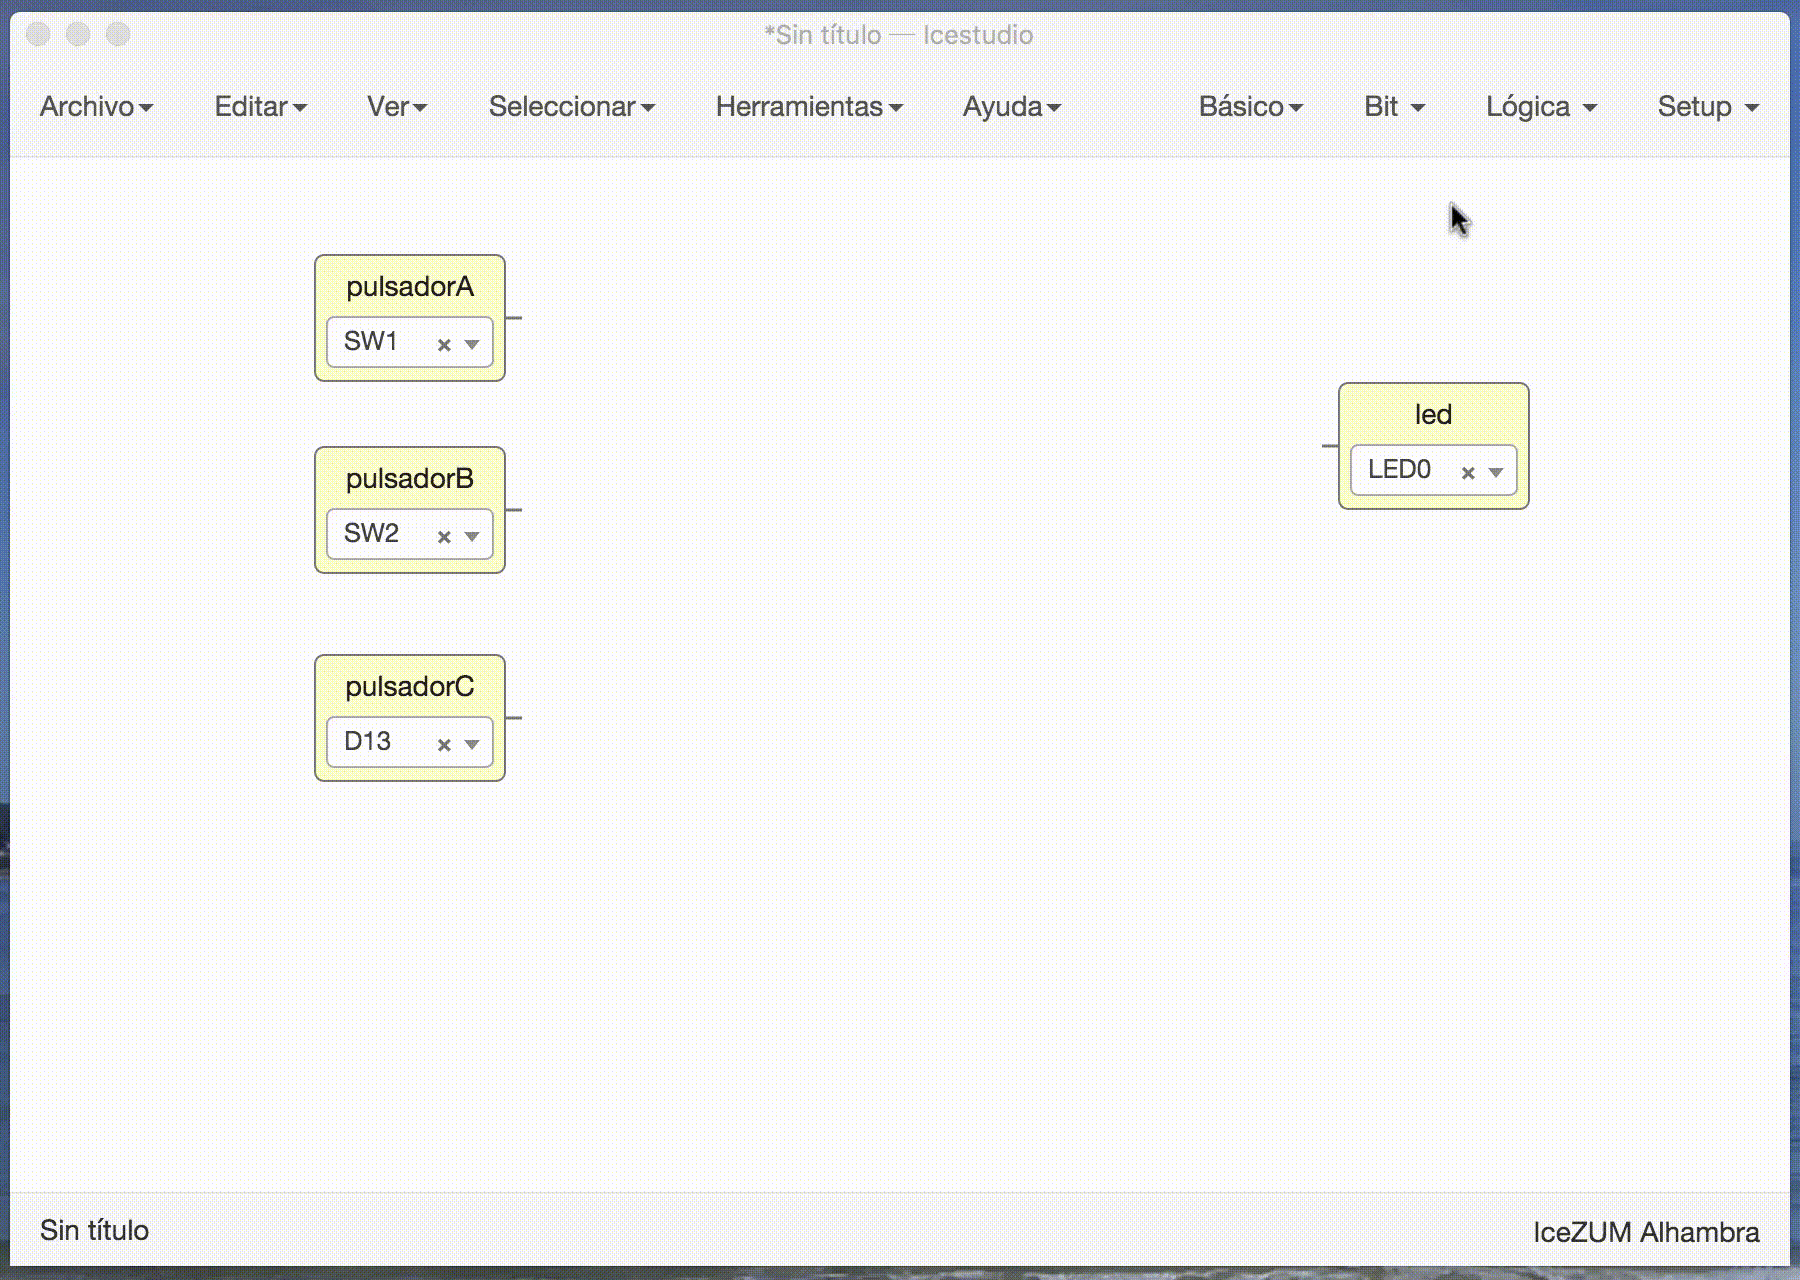 *Sin título — Icestudio
Archivo Editar Ver Seleccionar Herramientas Ayuda Básico Bit Lógica Setup
pulsadorA
SW1
led
LED0
pulsadorB
SW2
pulsadorC
D13
Sin título IceZUM Alhambra